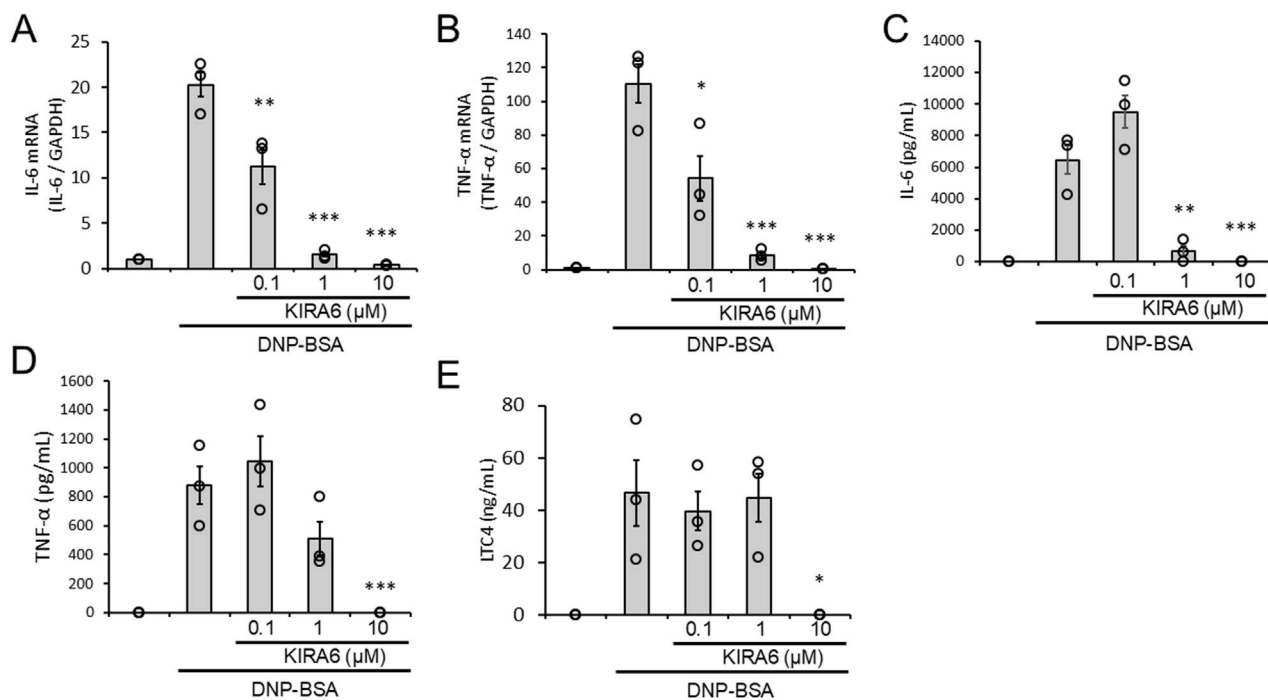 A
IL-6 mRNA
(IL-6 / GAPDH)
25
20
15
10
5
0
**
***
***
0.1 1 10
KIRA6 (µM)
DNP-BSA
B
TNF-α mRNA
(TNF-α / GAPDH)
140
120
100
80
60
40
20
0
*
***
***
0.1 1 10
KIRA6 (µM)
DNP-BSA
C
IL-6
(pg/mL)
14000
12000
10000
8000
6000
4000
2000
0
**
***
0.1 1 10
KIRA6 (µM)
DNP-BSA
D
TNF-α (pg/mL)
1600
1400
1200
1000
800
600
400
200
0
***
0.1 1 10
KIRA6 (µM)
DNP-BSA
E
LTC4 (ng/mL)
80
60
40
20
0
*
0.1 1 10
KIRA6 (µM)
DNP-BSA